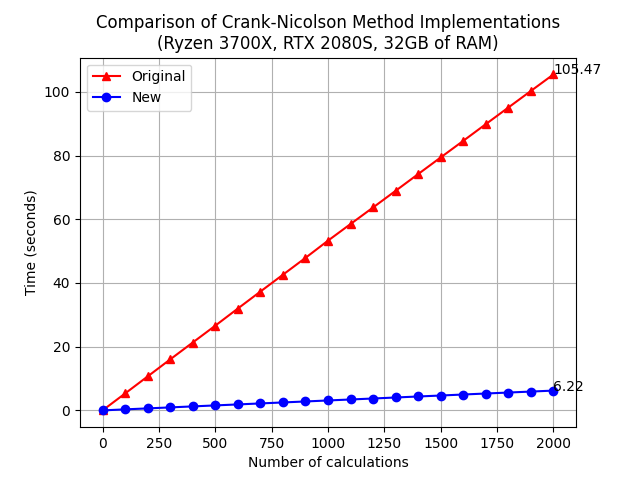 Comparison of Crank-Nicolson Method Implementations
(Ryzen 3700X, RTX 2080S, 32GB of RAM)
Original
New
105.47
6.22
Time (seconds)
100
80
60
40
20
0
0 250 500 750 1000 1250 1500 1750 2000
Number of calculations